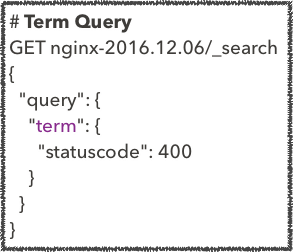 # Term Query
GET nginx-2016.12.06/_search
{
  "query": {
    "term": {
      "statuscode": 400
    }
  }
}